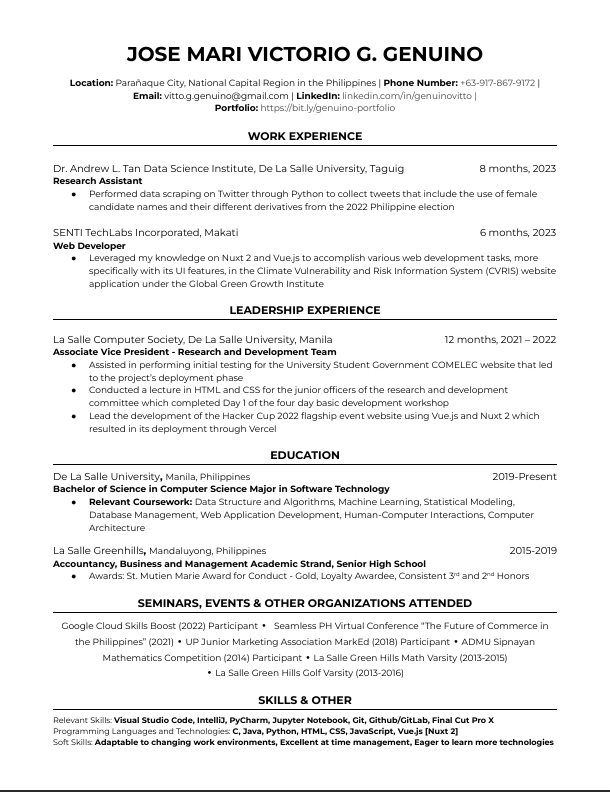 JOSE MARI VICTORIO G. GENUINO
Location: Parañaque City, National Capital Region in the Philippines | Phone Number: +63-917-867-9172 |
Email: vitto.g.genuino@gmail.com | LinkedIn: linkedin.com/in/genuinovitto |
Portfolio: https://bit.ly/genuino-portfolio
WORK EXPERIENCE
Dr. Andrew L. Tan Data Science Institute, De La Salle University, Taguig 8 months, 2023
Research Assistant
● Performed data scraping on Twitter through Python to collect tweets that include the use of female
candidate names and their different derivatives from the 2022 Philippine election
SENTI TechLabs Incorporated, Makati 6 months, 2023
Web Developer
● Leveraged my knowledge on Nuxt 2 and Vue.js to accomplish various web development tasks, more
specifically with its UI features, in the Climate Vulnerability and Risk Information System (CVRIS) website
application under the Global Green Growth Institute
LEADERSHIP EXPERIENCE
La Salle Computer Society, De La Salle University, Manila 12 months, 2021 – 2022
Associate Vice President - Research and Development Team
● Assisted in performing initial testing for the University Student Government COMELEC website that led
to the project's deployment phase
● Conducted a lecture in HTML and CSS for the junior officers of the research and development
committee which completed Day 1 of the four day basic development workshop
● Lead the development of the Hacker Cup 2022 flagship event website using Vue.js and Nuxt 2 which
resulted in its deployment through Vercel
EDUCATION
De La Salle University, Manila, Philippines 2019-Present
Bachelor of Science in Computer Science Major in Software Technology
● Relevant Coursework: Data Structure and Algorithms, Machine Learning, Statistical Modeling,
Database Management, Web Application Development, Human-Computer Interactions, Computer
Architecture
La Salle Greenhills, Mandaluyong, Philippines 2015-2019
Accountancy, Business and Management Academic Strand, Senior High School
● Awards: St. Mutien Marie Award for Conduct - Gold, Loyalty Awardee, Consistent 3rd and 2nd Honors
SEMINARS, EVENTS & OTHER ORGANIZATIONS ATTENDED
Google Cloud Skills Boost (2022) Participant • Seamless PH Virtual Conference “The Future of Commerce in
the Philippines” (2021) • UP Junior Marketing Association MarkEd (2018) Participant • ADMU Sipnayan
Mathematics Competition (2014) Participant • La Salle Green Hills Math Varsity (2013-2015)
• La Salle Green Hills Golf Varsity (2013-2016)
SKILLS & OTHER
Relevant Skills: Visual Studio Code, IntelliJ, PyCharm, Jupyter Notebook, Git, Github/GitLab, Final Cut Pro X
Programming Languages and Technologies: C, Java, Python, HTML, CSS, JavaScript, Vue.js [Nuxt 2]
Soft Skills: Adaptable to changing work environments, Excellent at time management, Eager to learn more technologies